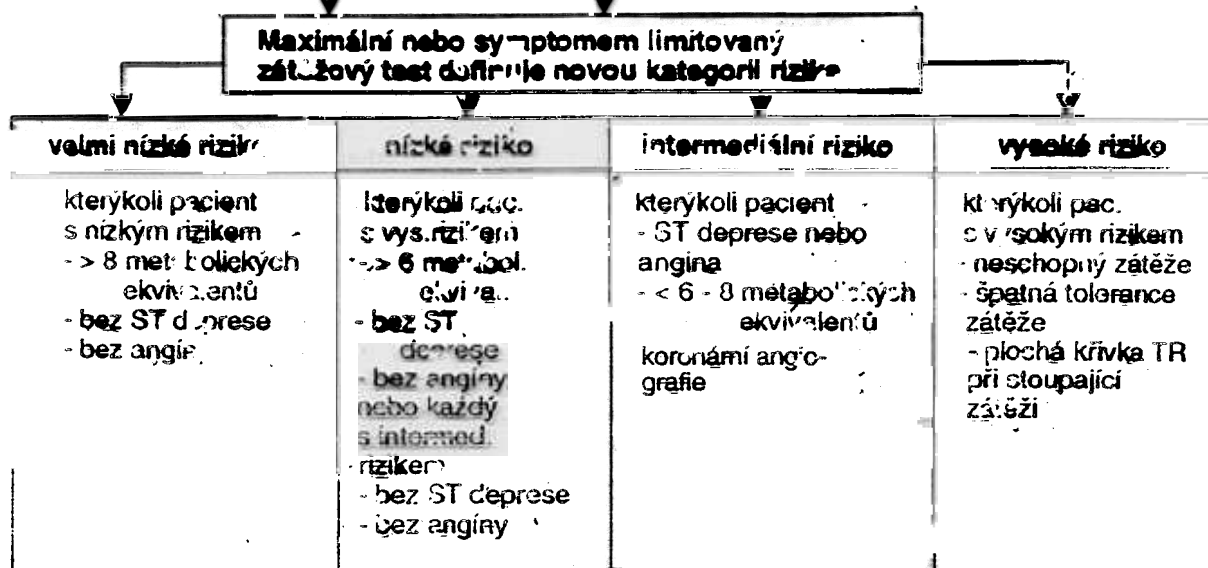 Maximální nebo symptomem limitovaný
zátěžový test definuje novou kategorii rizika
velmi nízké riziko
nízké riziko
intermediální riziko
vysoké riziko
kterýkoli pacient
s nízkým rizikem
- > 8 metabolických
ekvivalentů
- bez ST deprese
- bez angíny
kterýkoli pac.
s vys.rizikem
- > 6 metabol.
ekvival.
- bez ST
deprese
- bez angíny
nebo každý
s intermed.
rizikem
- bez ST deprese
- bez angíny
kterýkoli pacient
- ST deprese nebo
angina
- < 6 - 8 metabolických
ekvivalentů
koronární angio-
grafie
kterýkoli pac.
s vysokým rizikem
- neschopný zátěže
- špatná tolerance
zátěže
- plochá křivka TR
při stoupající
zátěži